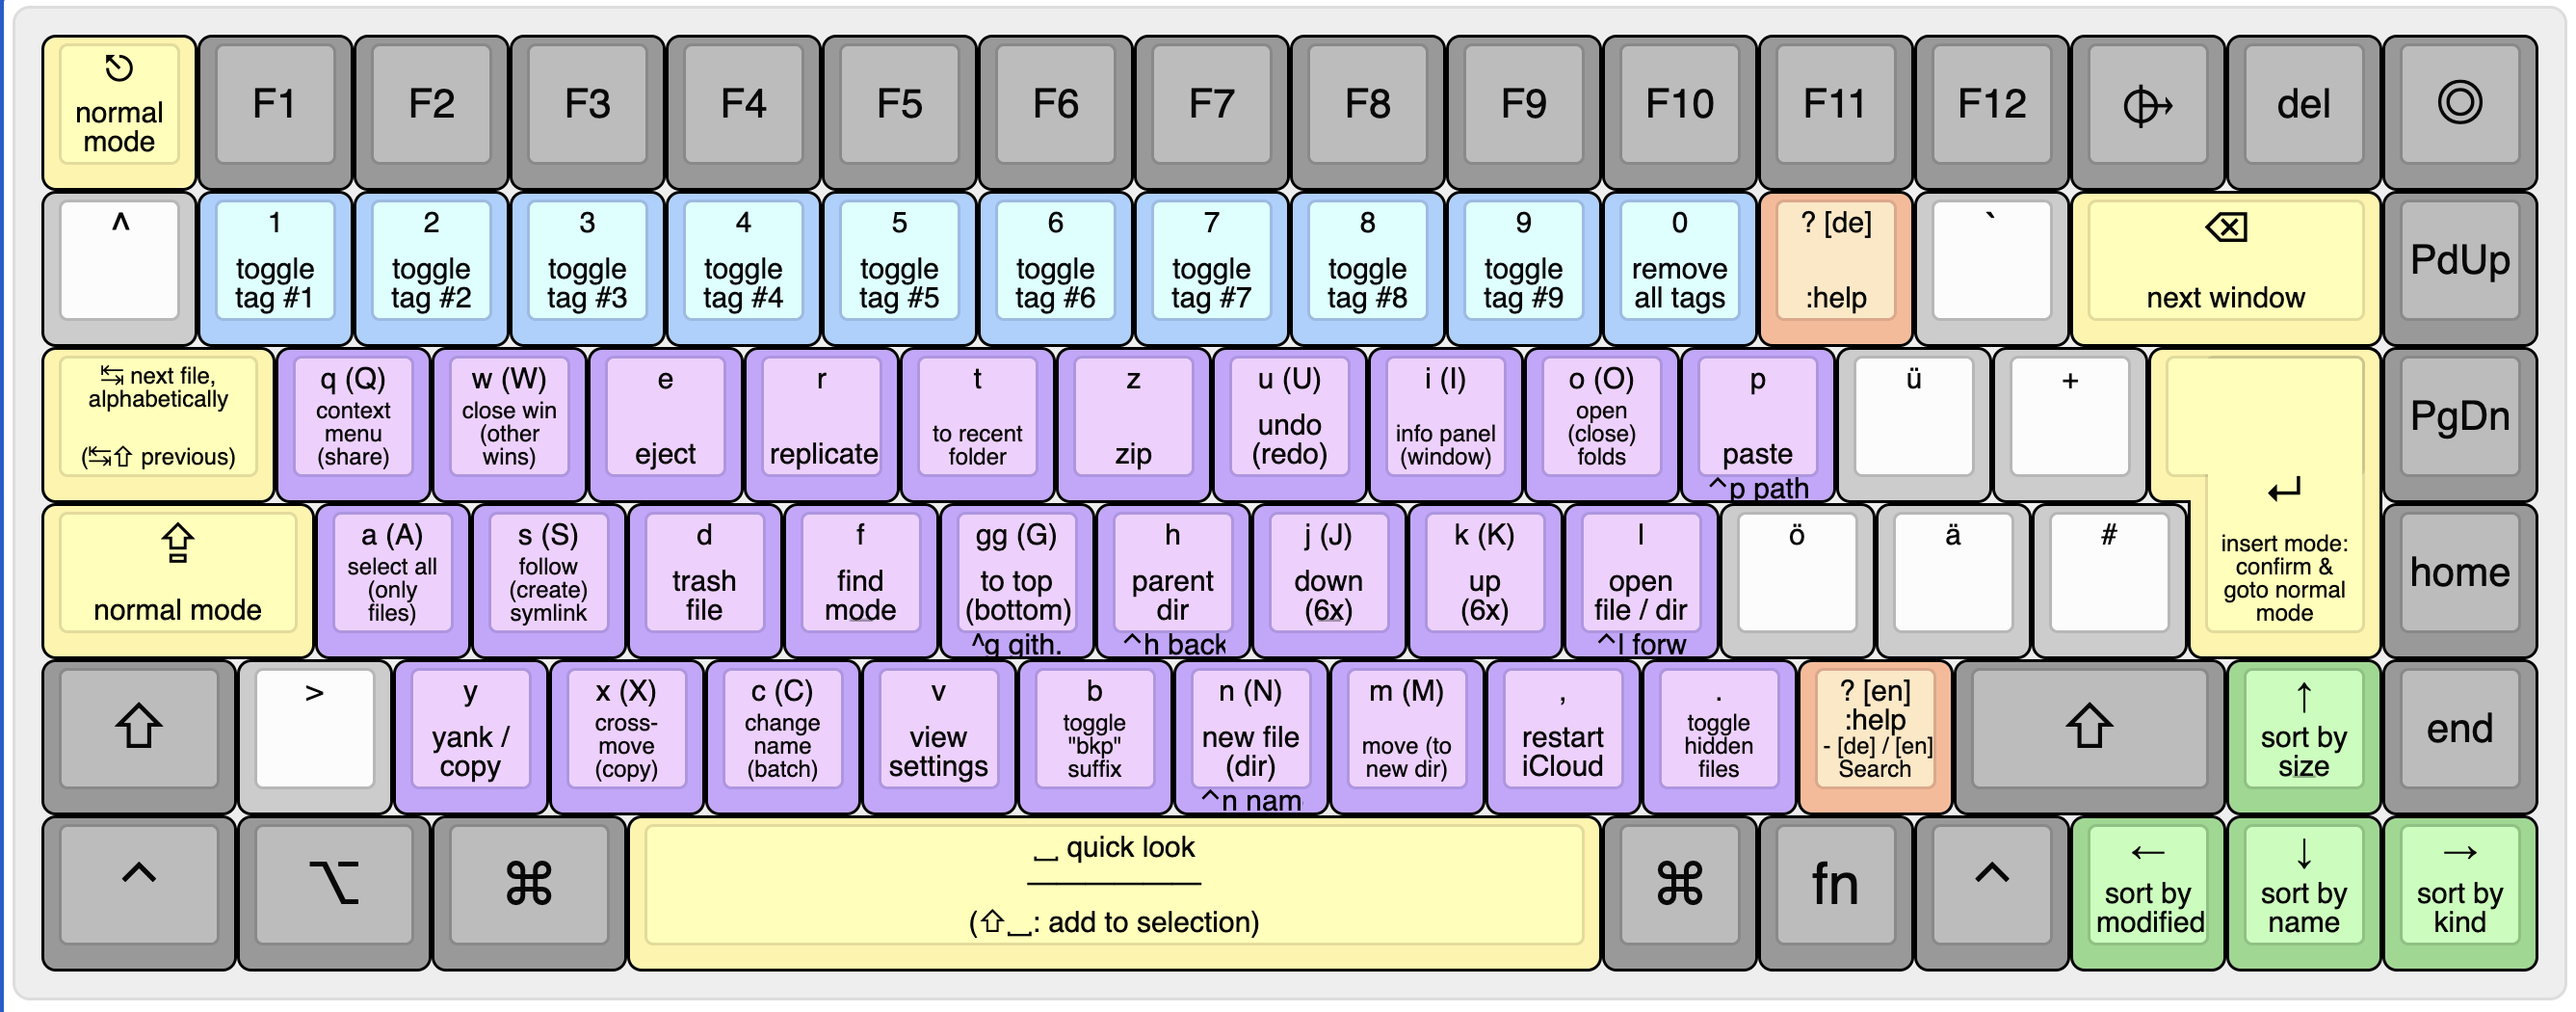 ⎋
normal
mode
F1
F2
F3
F4
F5
F6
F7
F8
F9
F10
F11
F12
⌽→
del
◎
^
1
toggle
tag #1
2
toggle
tag #2
3
toggle
tag #3
4
toggle
tag #4
5
toggle
tag #5
6
toggle
tag #6
7
toggle
tag #7
8
toggle
tag #8
9
toggle
tag #9
0
remove
all tags
? [de]
:help
`
⌫
next window
PdUp
↹ next file,
alphabetically
(↹⇧ previous)
q (Q)
context
menu
(share)
w (W)
close win
(other
wins)
e
eject
r
replicate
t
to recent
folder
z
zip
u (U)
undo
(redo)
i (I)
info panel
(window)
o (O)
open
(close)
folds
p
paste
^p path
ü
+
↵
insert mode:
confirm &
goto normal
mode
PgDn
⇪
normal mode
a (A)
select all
(only
files)
s (S)
follow
(create)
symlink
d
trash
file
f
find
mode
gg (G)
to top
(bottom)
^g gith.
h
parent
dir
^h back
j (J)
down
(6x)
k (K)
up
(6x)
l
open
file / dir
^l forw
ö
ä
#
home
⇧
>
y
yank /
copy
x (X)
cross-
move
(copy)
c (C)
change
name
(batch)
v
view
settings
b
toggle
"bkp"
suffix
n (N)
new file
(dir)
^n nam
m (M)
move (to
new dir)
,
restart
iCloud
.
toggle
hidden
files
? [en]
:help
- [de] / [en]
Search
⇧
↑
sort by
size
end
^
⌥
⌘
⎵ quick look
(⇧⎵: add to selection)
⌘
fn
^
←
sort by
modified
↓
sort by
name
→
sort by
kind